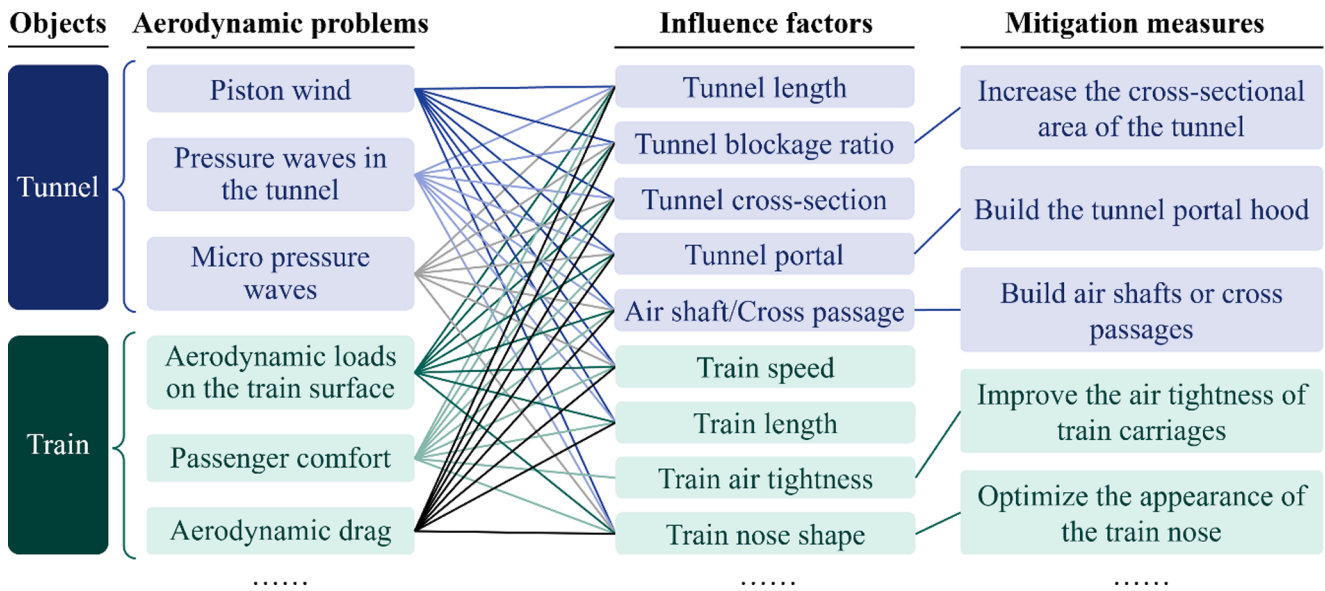 Objects
Aerodynamic problems
Influence factors
Mitigation measures
Tunnel
Piston wind
Pressure waves in
the tunnel
Micro pressure
waves
Train
Aerodynamic loads
on the train surface
Passenger comfort
Aerodynamic drag
......
Tunnel length
Tunnel blockage ratio
Tunnel cross-section
Tunnel portal
Air shaft/Cross passage
Train speed
Train length
Train air tightness
Train nose shape
......
Increase the cross-sectional
area of the tunnel
Build the tunnel portal hood
Build air shafts or cross
passages
Improve the air tightness of
train carriages
Optimize the appearance of
the train nose
......